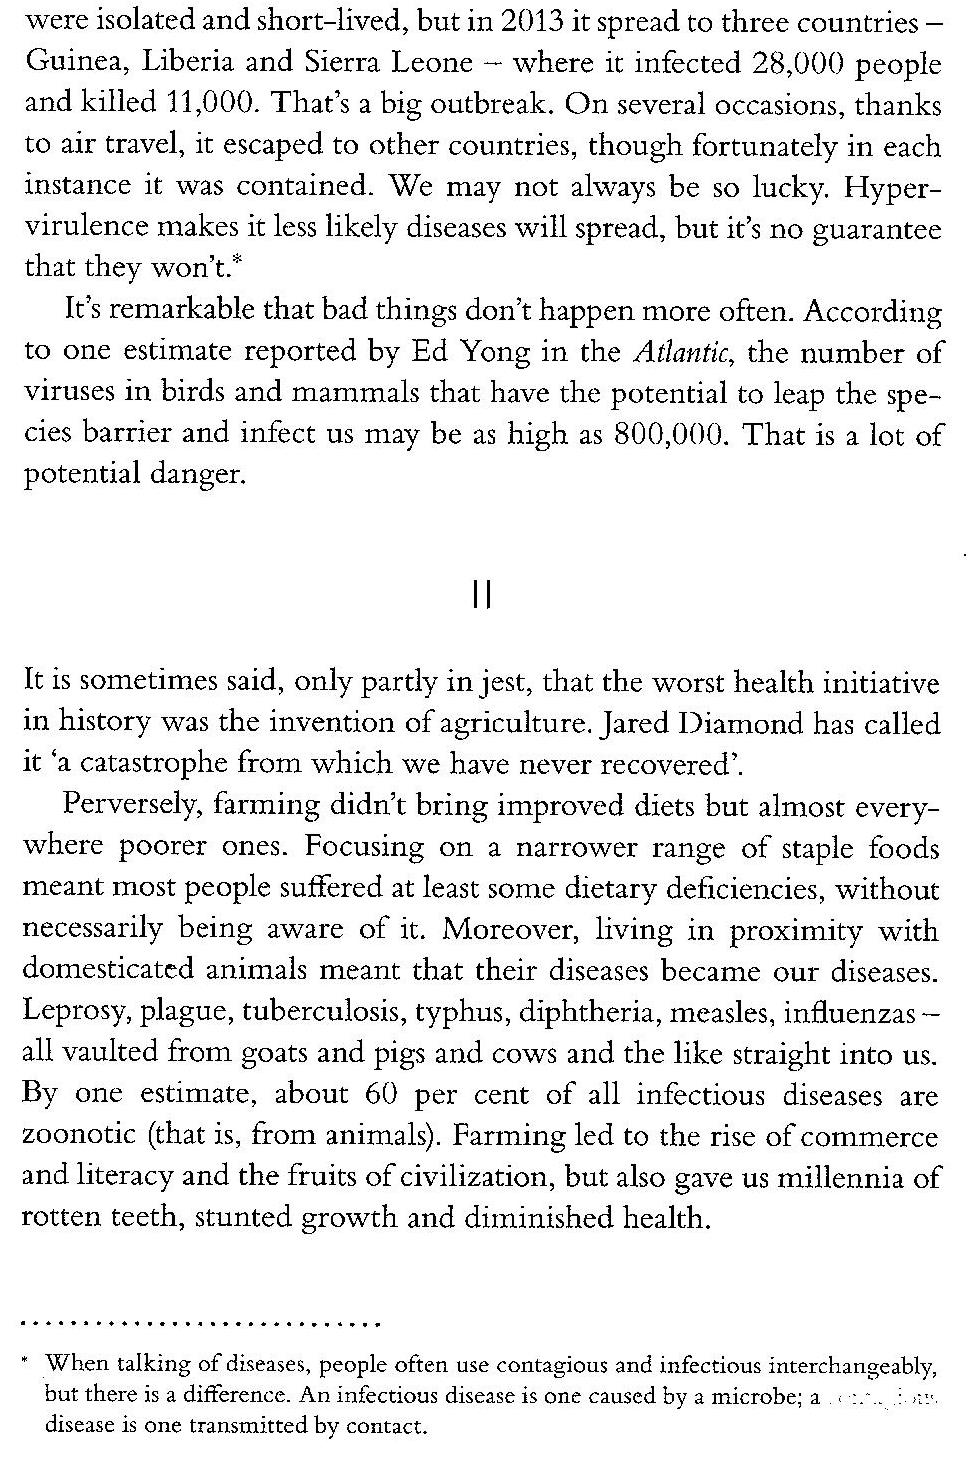 were isolated and short-lived, but in 2013 it spread to three countries –
Guinea, Liberia and Sierra Leone – where it infected 28,000 people
and killed 11,000. That's a big outbreak. On several occasions, thanks
to air travel, it escaped to other countries, though fortunately in each
instance it was contained. We may not always be so lucky. Hyper-
virulence makes it less likely diseases will spread, but it's no guarantee
that they won't.*
It's remarkable that bad things don't happen more often. According
to one estimate reported by Ed Yong in the Atlantic, the number of
viruses in birds and mammals that have the potential to leap the spe-
cies barrier and infect us may be as high as 800,000. That is a lot of
potential danger.
II
It is sometimes said, only partly in jest, that the worst health initiative
in history was the invention of agriculture. Jared Diamond has called
it 'a catastrophe from which we have never recovered'.
Perversely, farming didn't bring improved diets but almost every-
where poorer ones. Focusing on a narrower range of staple foods
meant most people suffered at least some dietary deficiencies, without
necessarily being aware of it. Moreover, living in proximity with
domesticated animals meant that their diseases became our diseases.
Leprosy, plague, tuberculosis, typhus, diphtheria, measles, influenzas –
all vaulted from goats and pigs and cows and the like straight into us.
By one estimate, about 60 per cent of all infectious diseases are
zoonotic (that is, from animals). Farming led to the rise of commerce
and literacy and the fruits of civilization, but also gave us millennia of
rotten teeth, stunted growth and diminished health.
* When talking of diseases, people often use contagious and infectious interchangeably,
but there is a difference. An infectious disease is one caused by a microbe; a
disease is one transmitted by contact.